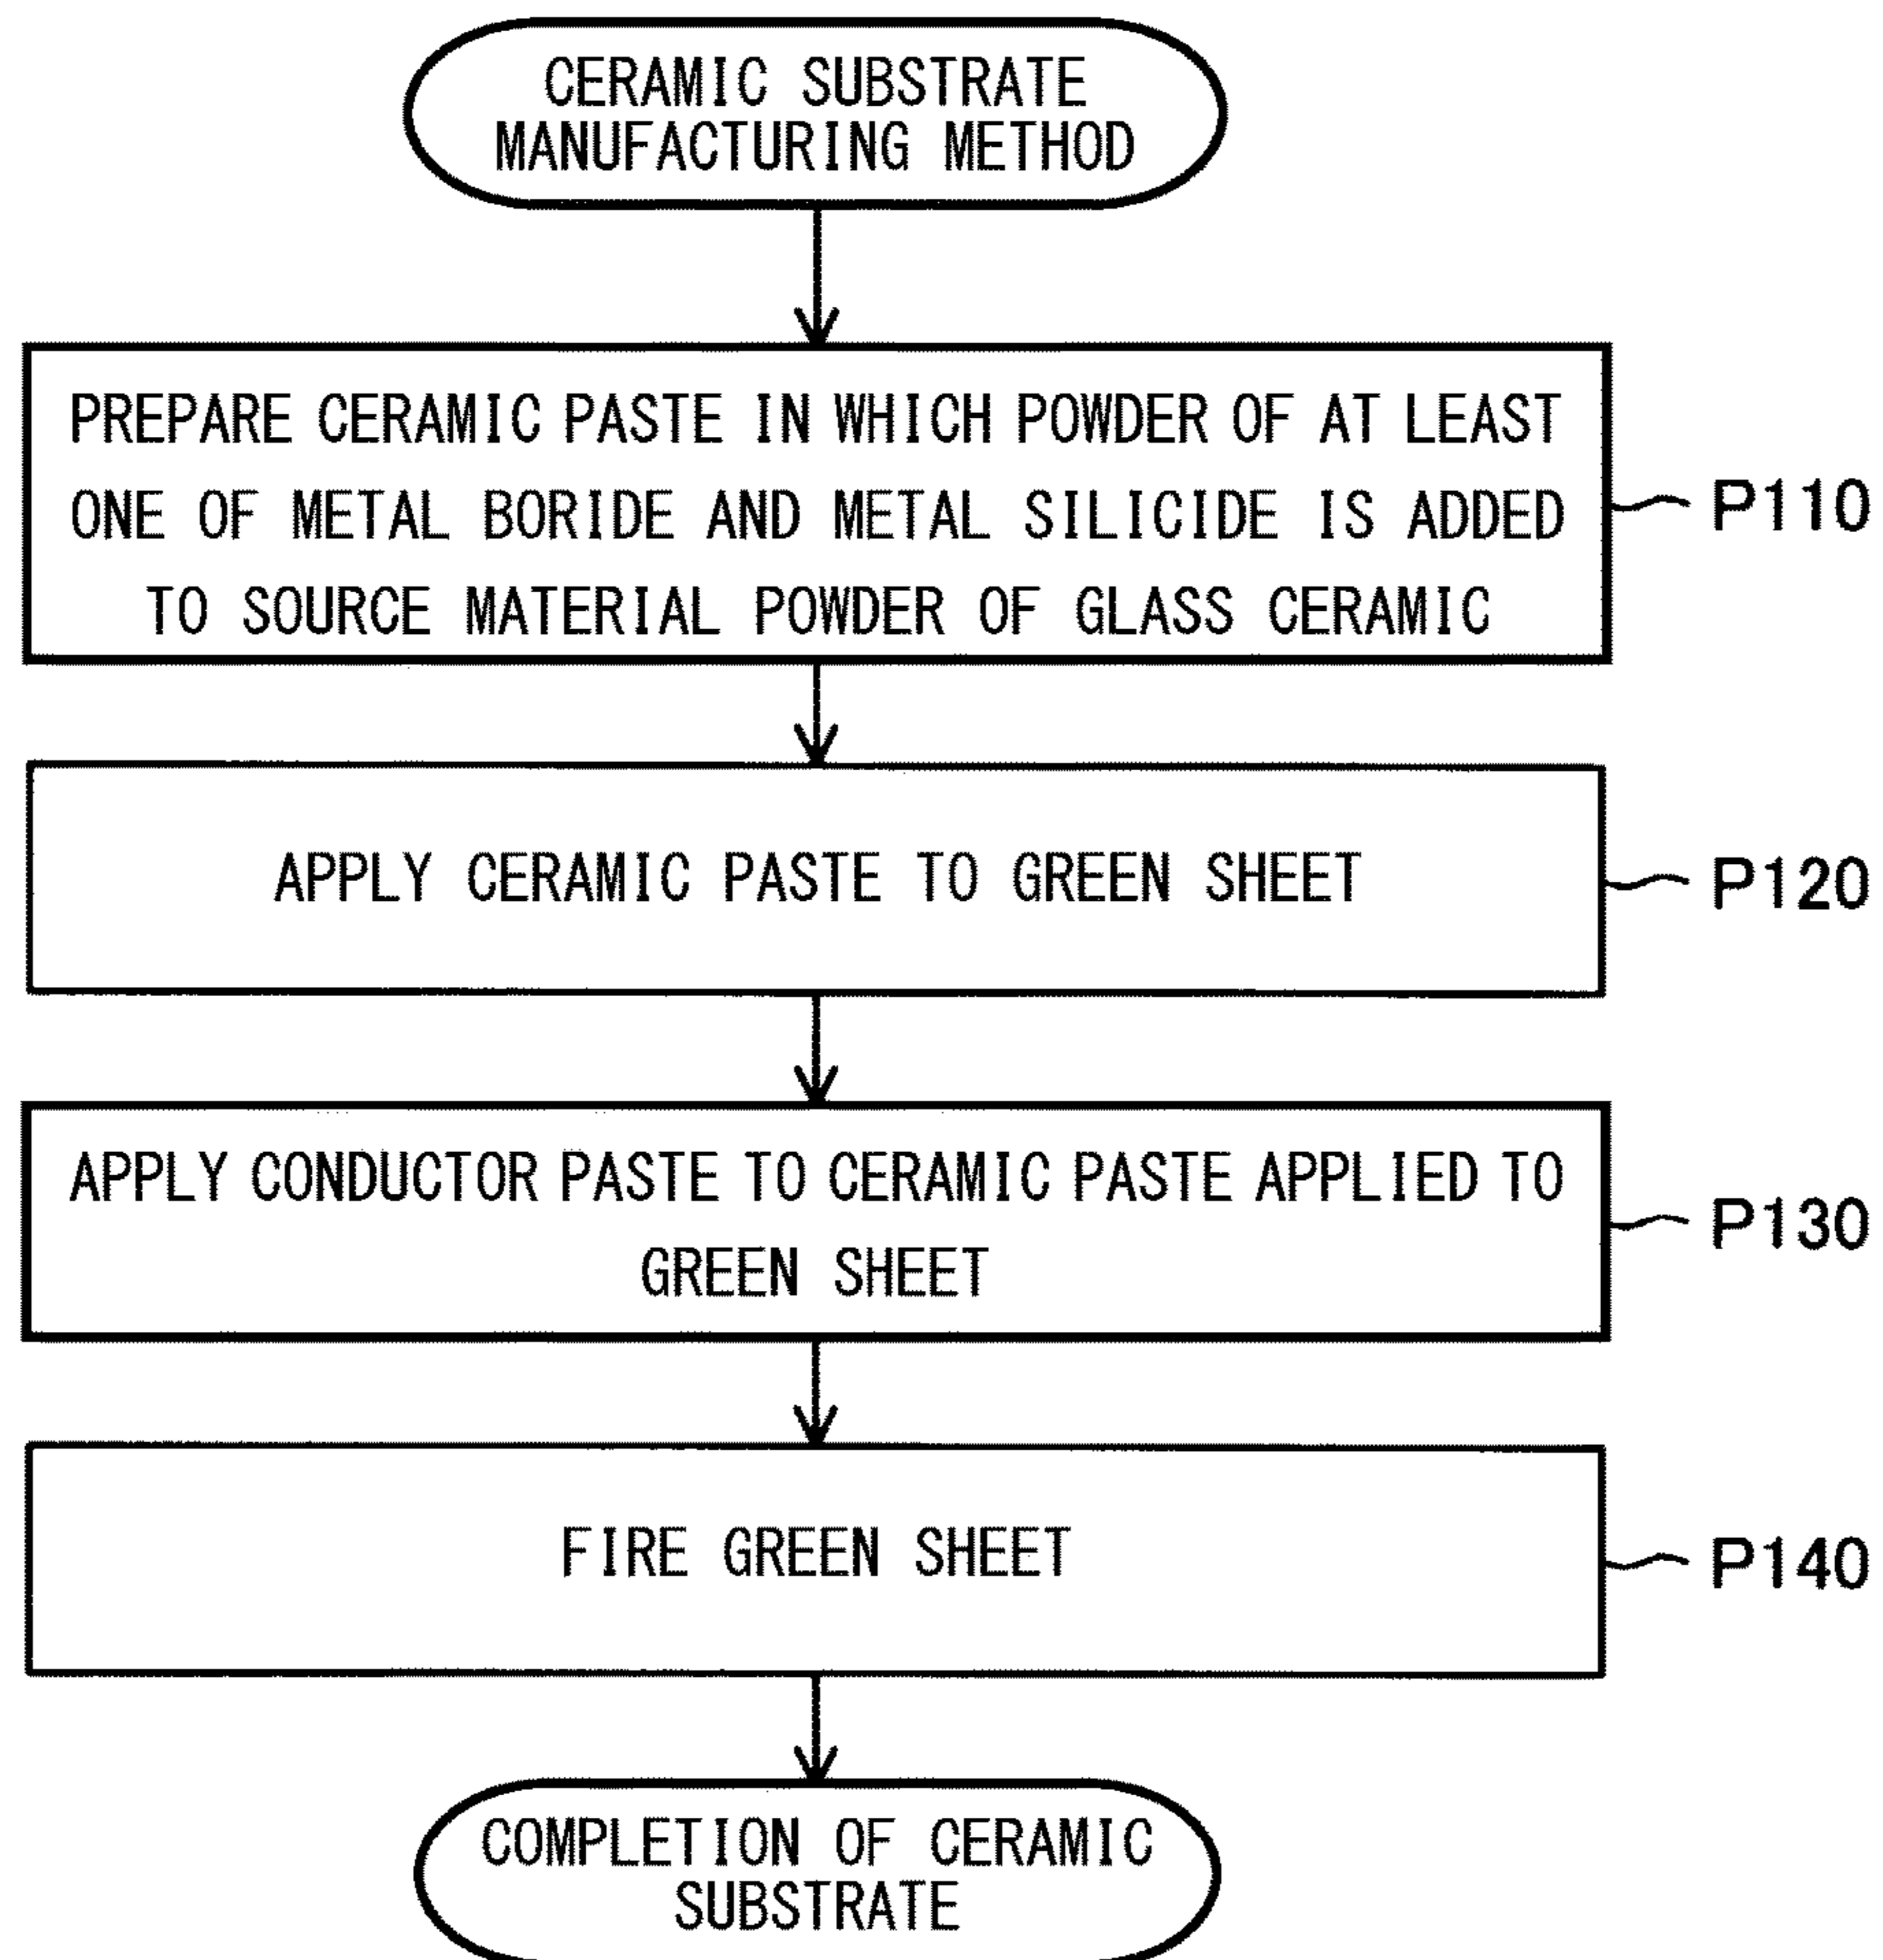 CERAMIC SUBSTRATE
MANUFACTURING METHOD
PREPARE CERAMIC PASTE IN WHICH POWDER OF AT LEAST
ONE OF METAL BORIDE AND METAL SILICIDE IS ADDED
TO SOURCE MATERIAL POWDER OF GLASS CERAMIC
P110
APPLY CERAMIC PASTE TO GREEN SHEET
P120
APPLY CONDUCTOR PASTE TO CERAMIC PASTE APPLIED TO
GREEN SHEET
P130
FIRE GREEN SHEET
P140
COMPLETION OF CERAMIC
SUBSTRATE